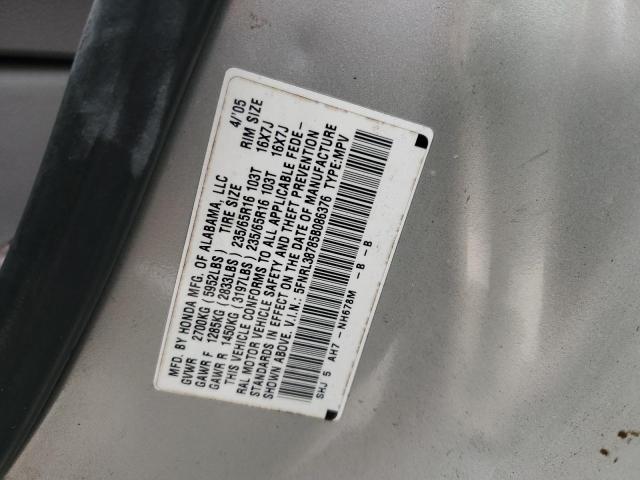 MFD. BY HONDA MFG. OF ALABAMA, LLC 4/'05
GVWR 2700KG (5952LBS) TIRE SIZE RIM SIZE
GAWR F 1285KG (2833LBS) 235/65R16 103T 16X7J
GAWR R 1450KG (3197LBS) 235/65R16 103T 16X7J
THIS VEHICLE CONFORMS TO ALL APPLICABLE FEDE-
RAL MOTOR VEHICLE SAFETY AND THEFT PREVENTION
STANDARDS IN EFFECT ON THE DATE OF MANUFACTURE
SHOWN ABOVE. V.I.N.: 5FNRL38785B086376 TYPE:MPV
SHJ 5 AH7 - NH678M - B - B